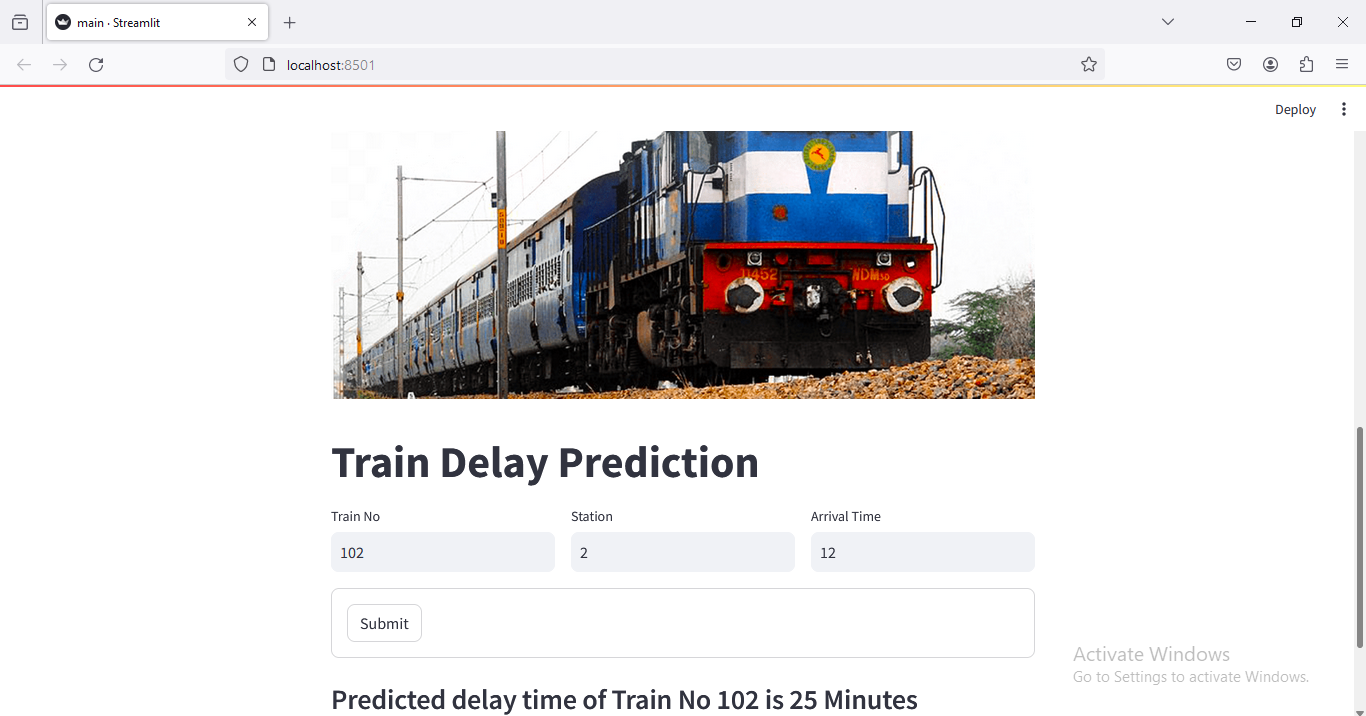 main · Streamlit
localhost:8501
Deploy
11452 WDM3D
Train Delay Prediction
Train No Station Arrival Time
102 2 12
Submit
Predicted delay time of Train No 102 is 25 Minutes
Activate Windows
Go to Settings to activate Windows.